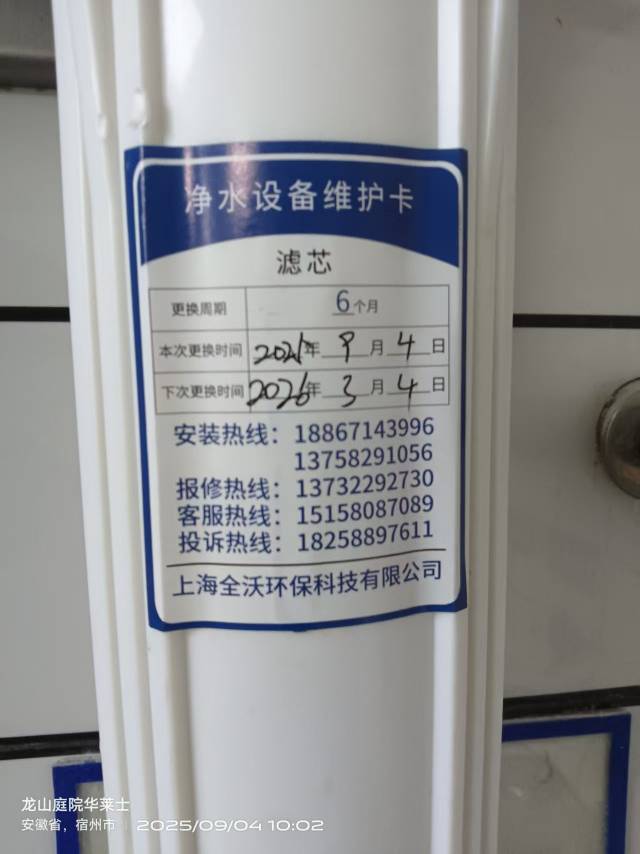 净水设备维护卡
滤芯
更换周期 6个月
本次更换时间 2025年 9月 4日
下次更换时间 2026年 3月 4日
安装热线：18867143996
13758291056
报修热线：13732292730
客服热线：15158087089
投诉热线：18258897611
上海全沃环保科技有限公司
龙山庭院华莱士
安徽省，宿州市 2025/09/04 10:02